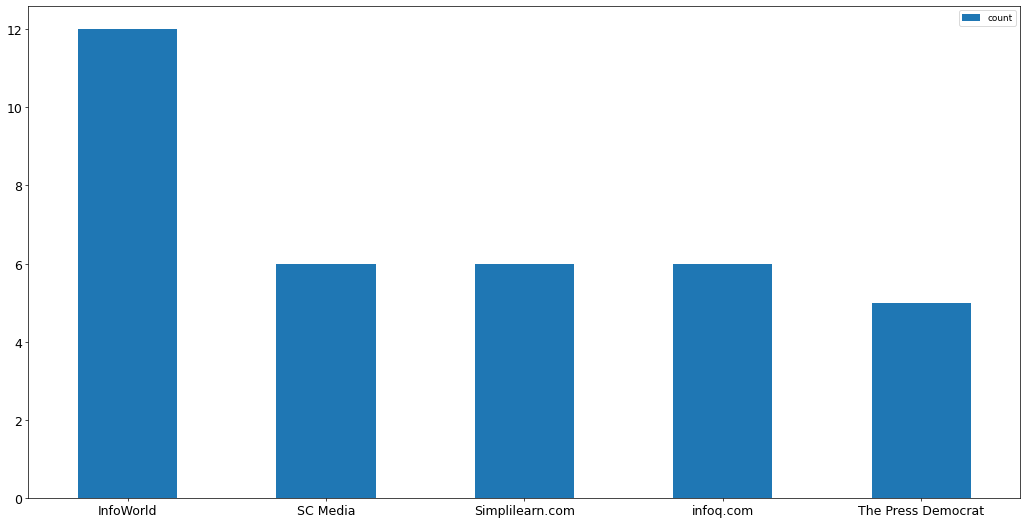 count
12
10
8
6
4
2
0
InfoWorld
SC Media
Simplilearn.com
infoq.com
The Press Democrat